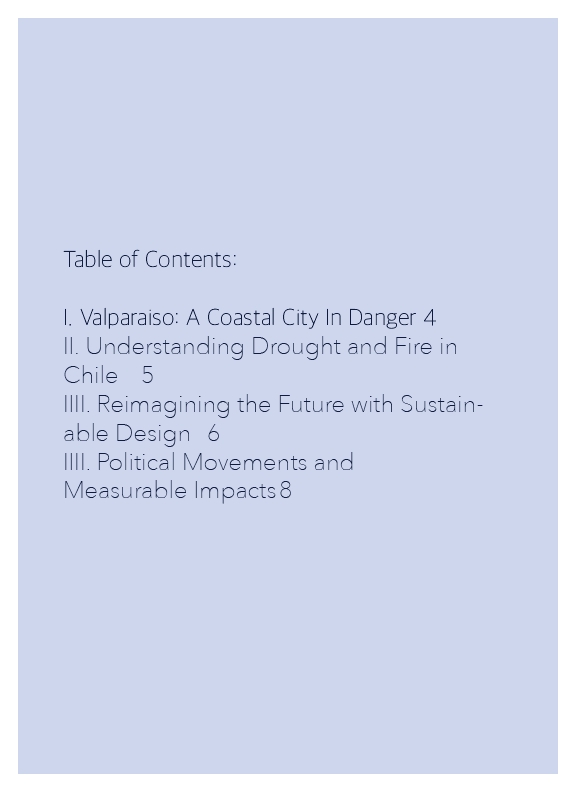 Table of Contents:
I. Valparaiso: A Coastal City In Danger 4
II. Understanding Drought and Fire in
Chile 5
IIII. Reimagining the Future with Sustain-
able Design 6
IIII. Political Movements and
Measurable Impacts 8